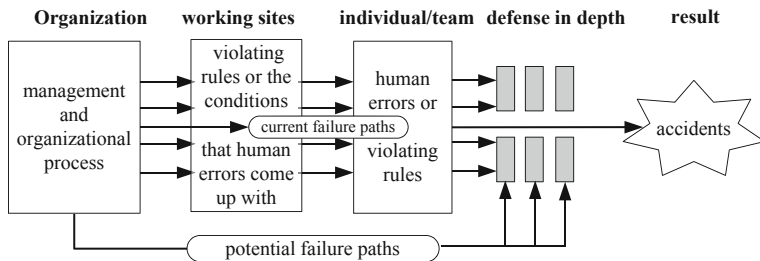 Organization working sites individual/team defense in depth result
management
and
organizational
process
violating
rules or the
conditions
current failure paths
that human
errors come
up with
human
errors or
violating
rules
accidents
potential failure paths